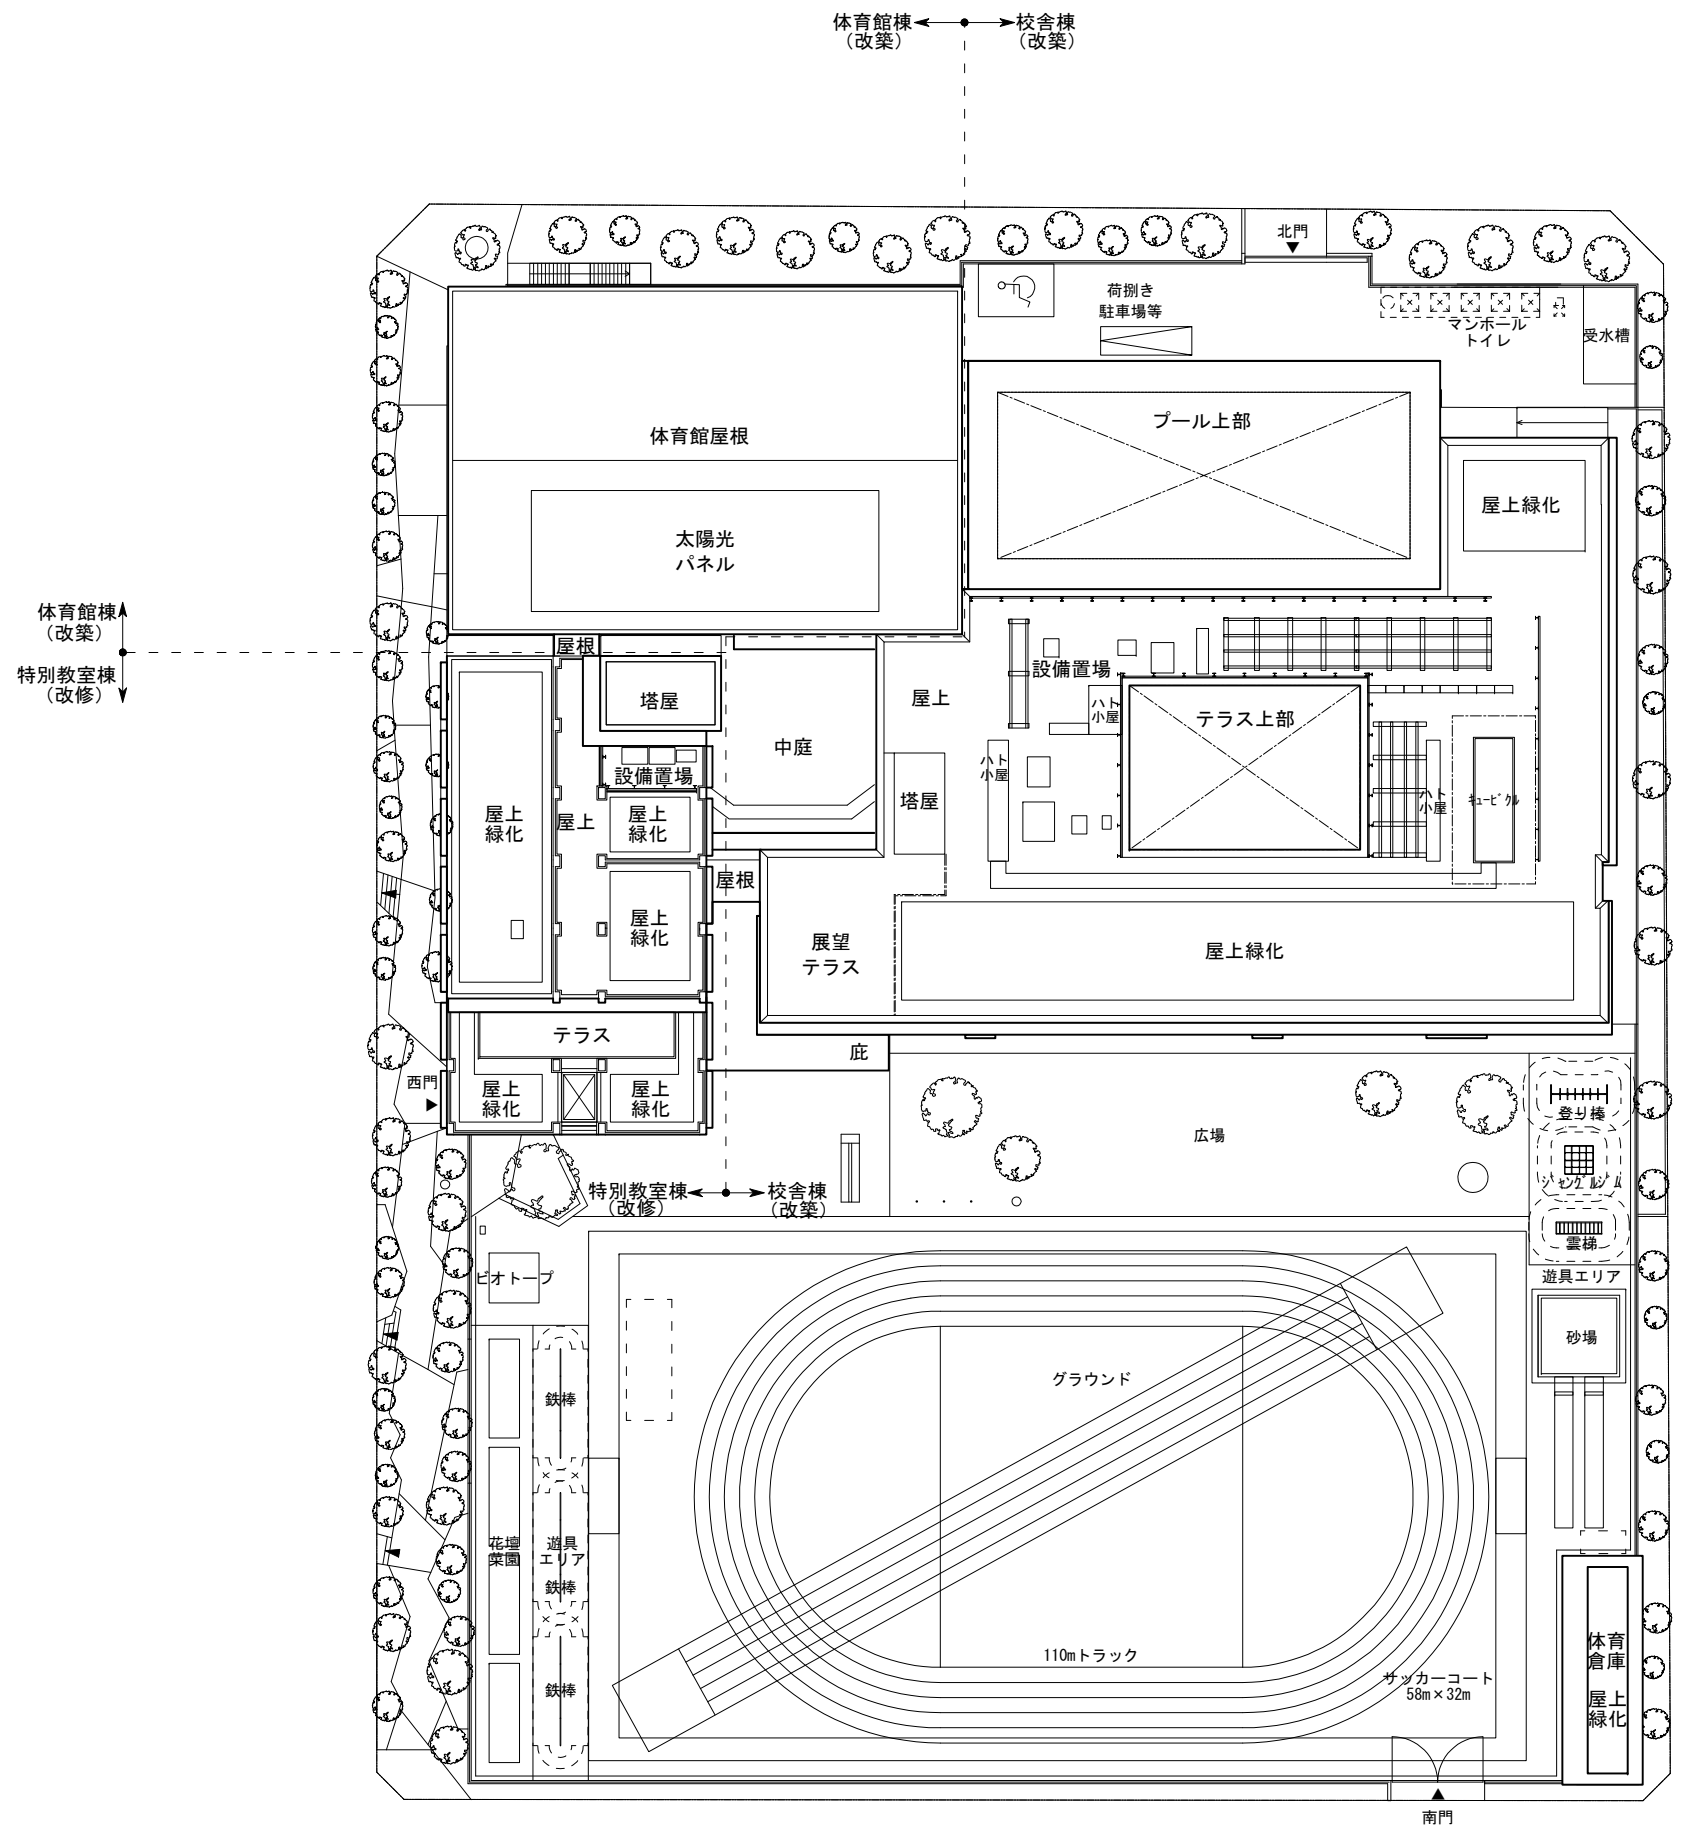 体育館棟
（改築）
校舎棟
（改築）
北門
荷捌き
駐車場等
マンホール
トイレ
受水槽
体育館屋根
プール上部
屋上緑化
太陽光
パネル
体育館棟
（改築）
特別教室棟
（改修）
屋根
塔屋
設備置場
屋上
緑化
屋上
屋上
緑化
屋上
緑化
中庭
屋上
塔屋
設備置場
ハト
小屋
テラス上部
ハト
小屋
ハト
小屋
ｷｭｰﾋﾞｸﾙ
屋根
展望
テラス
屋上緑化
テラス
庇
西門
屋上
緑化
屋上
緑化
広場
登り棒
ｼﾞｬﾝｸﾞﾙｼﾞﾑ
雲梯
遊具エリア
特別教室棟
（改修）
校舎棟
（改築）
ビオトープ
砂場
鉄棒
グラウンド
花壇
菜園
遊具
エリア
鉄棒
鉄棒
110mトラック
サッカーコート
58m×32m
体育
倉庫
屋上
緑化
南門